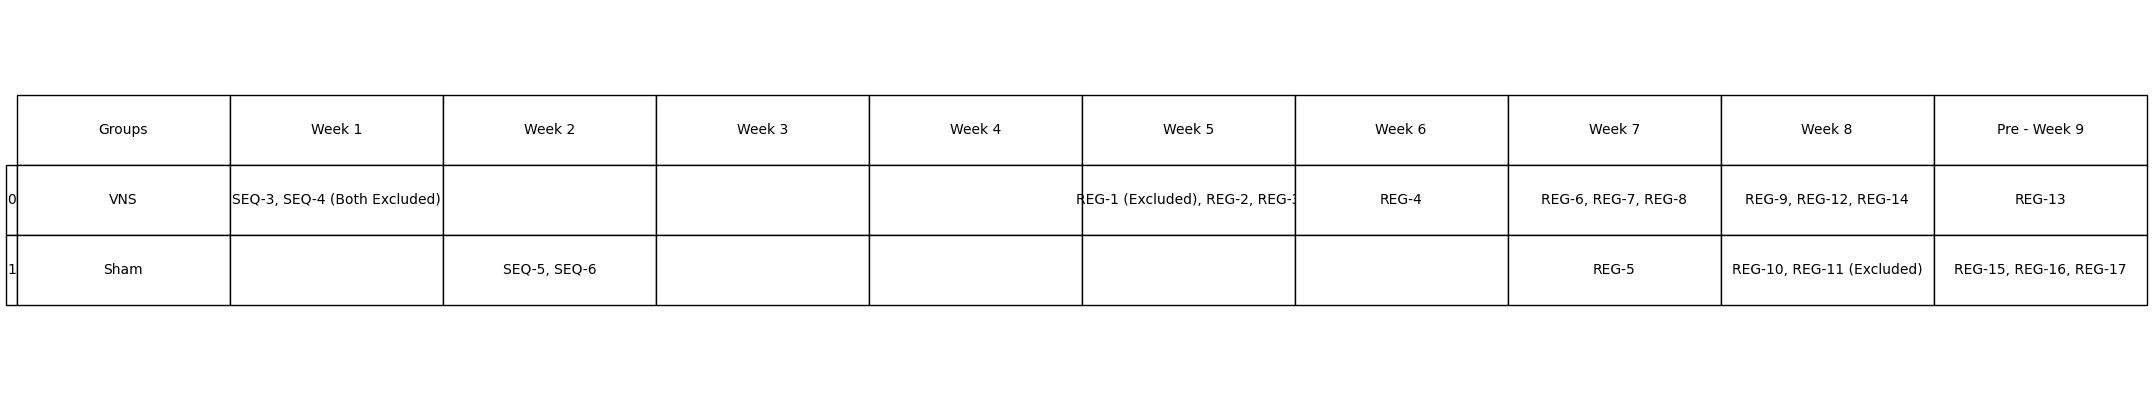 Groups Week 1 Week 2 Week 3 Week 4 Week 5 Week 6 Week 7 Week 8 Pre - Week 9
0 VNS SEQ-3, SEQ-4 (Both Excluded) REG-1 (Excluded), REG-2, REG-3 REG-4 REG-6, REG-7, REG-8 REG-9, REG-12, REG-14 REG-13
1 Sham SEQ-5, SEQ-6 REG-5 REG-10, REG-11 (Excluded) REG-15, REG-16, REG-17